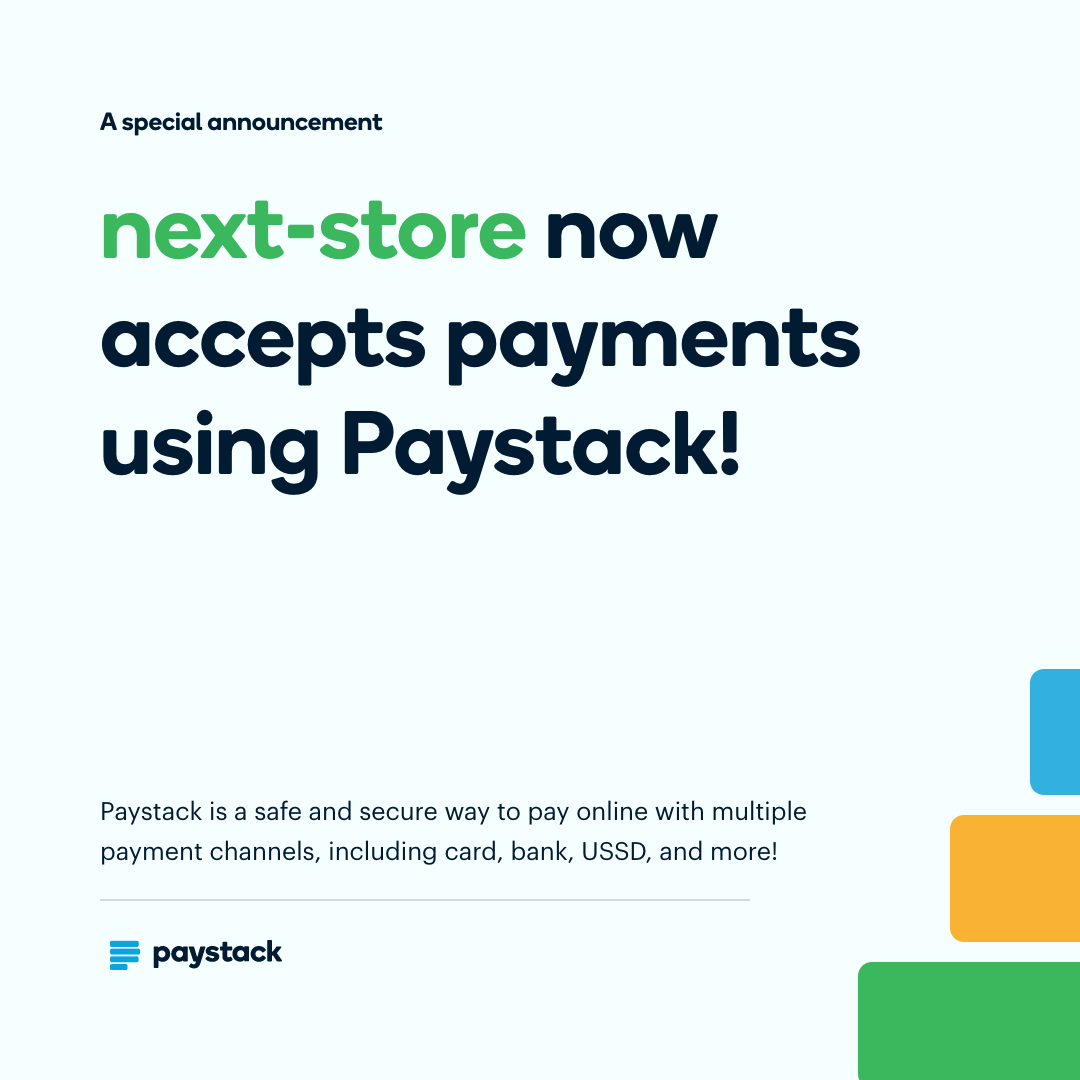 A special announcement
next-store now
accepts payments
using Paystack!
Paystack is a safe and secure way to pay online with multiple
payment channels, including card, bank, USSD, and more!
paystack